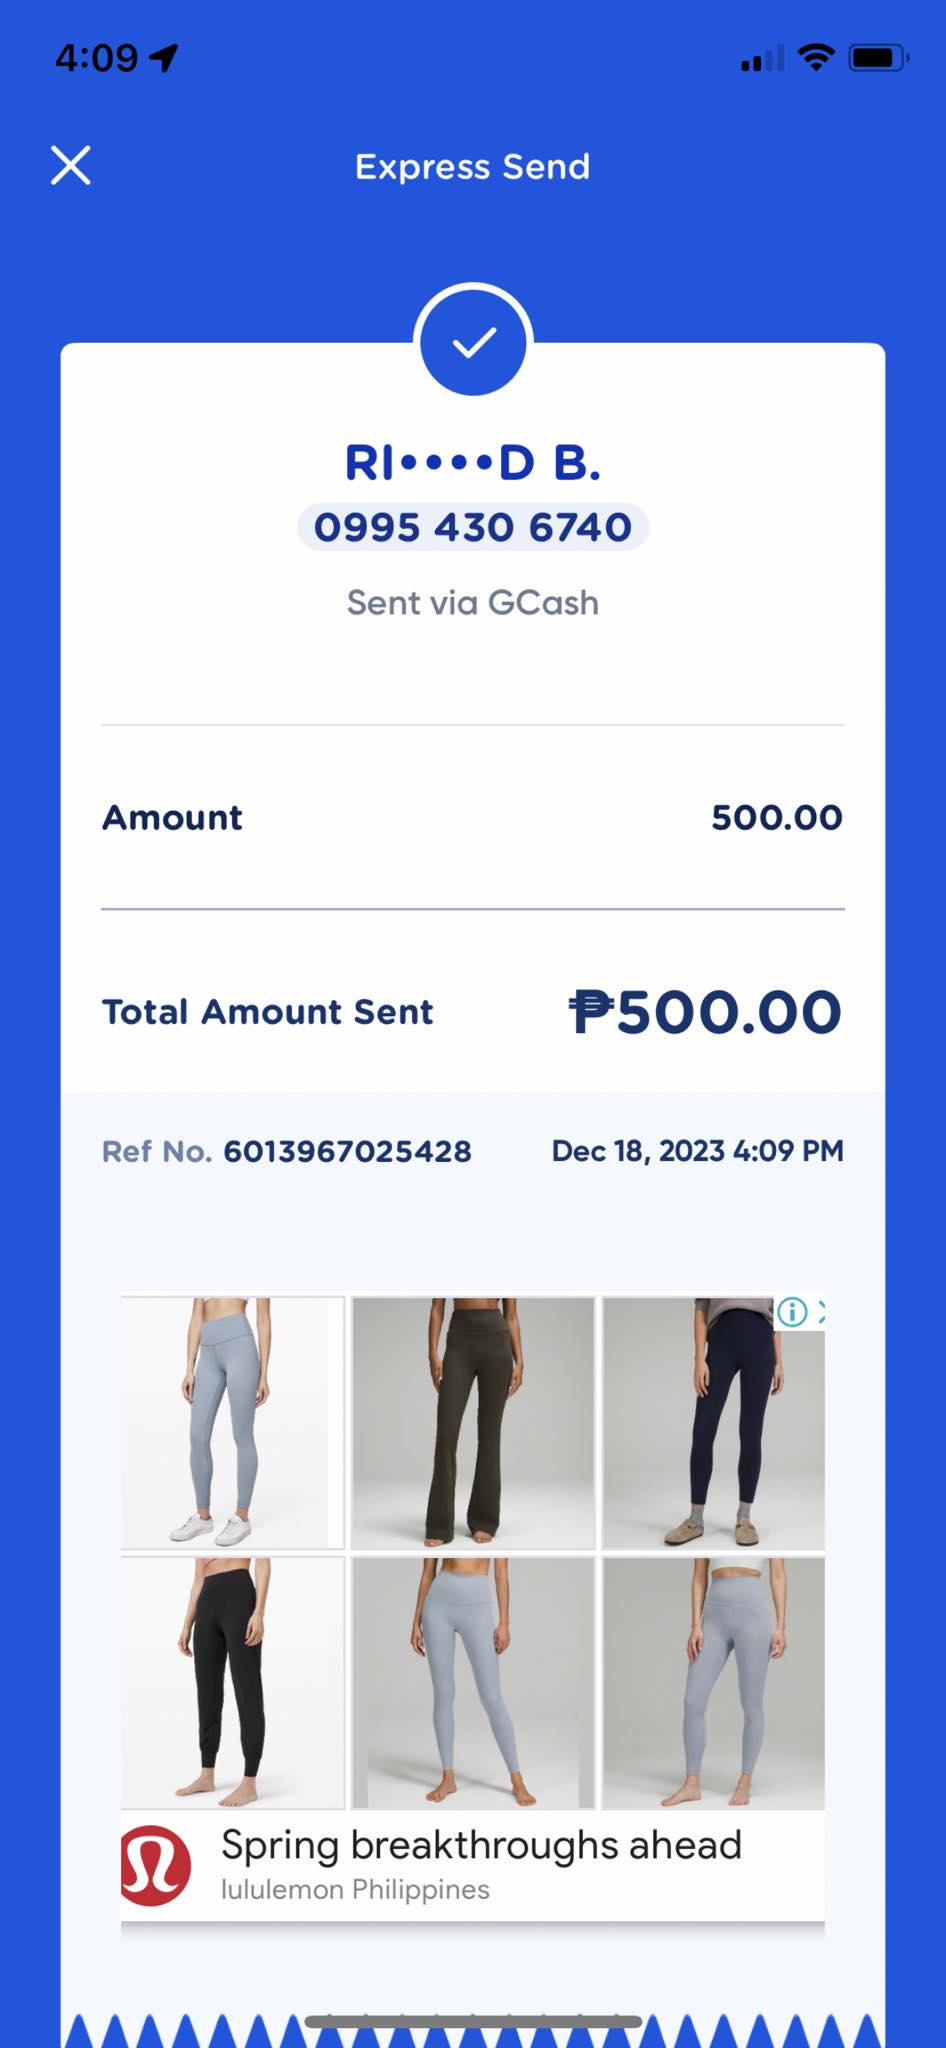 4:09
Express Send
RI••••D B.
0995 430 6740
Sent via GCash
Amount 500.00
Total Amount Sent ₱500.00
Ref No. 6013967025428 Dec 18, 2023 4:09 PM
Spring breakthroughs ahead
lululemon Philippines